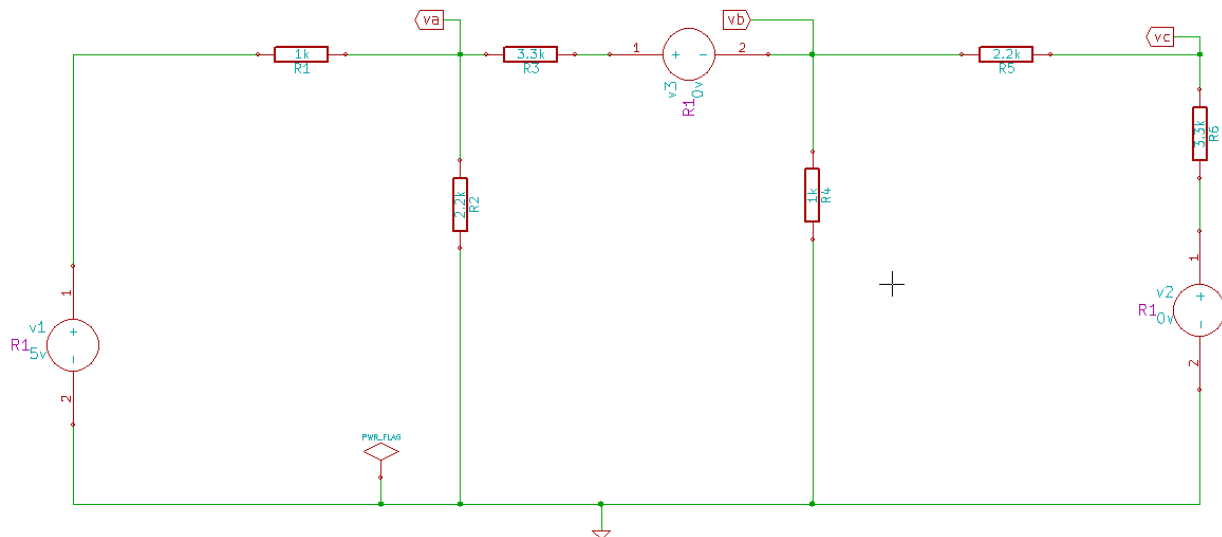 va
vb
vc
1k
R1
3.3k
R3
1
+
−
2
v3
0v
R1
2.2k
R5
3.3k
R6
2.2k
R2
1k
R4
1
v1
+
R1
5v
−
2
1
v2
+
R1
0v
−
2
PWR_FLAG